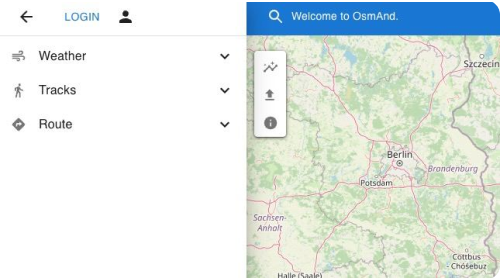 LOGIN
Weather
Tracks
Route
Welcome to OsmAnd.
Szczecin
Berlin
Brandenburg
Potsdam
Sachsen-
Anhalt
Cottbus
- Chóśebuz
Halle (Saale)